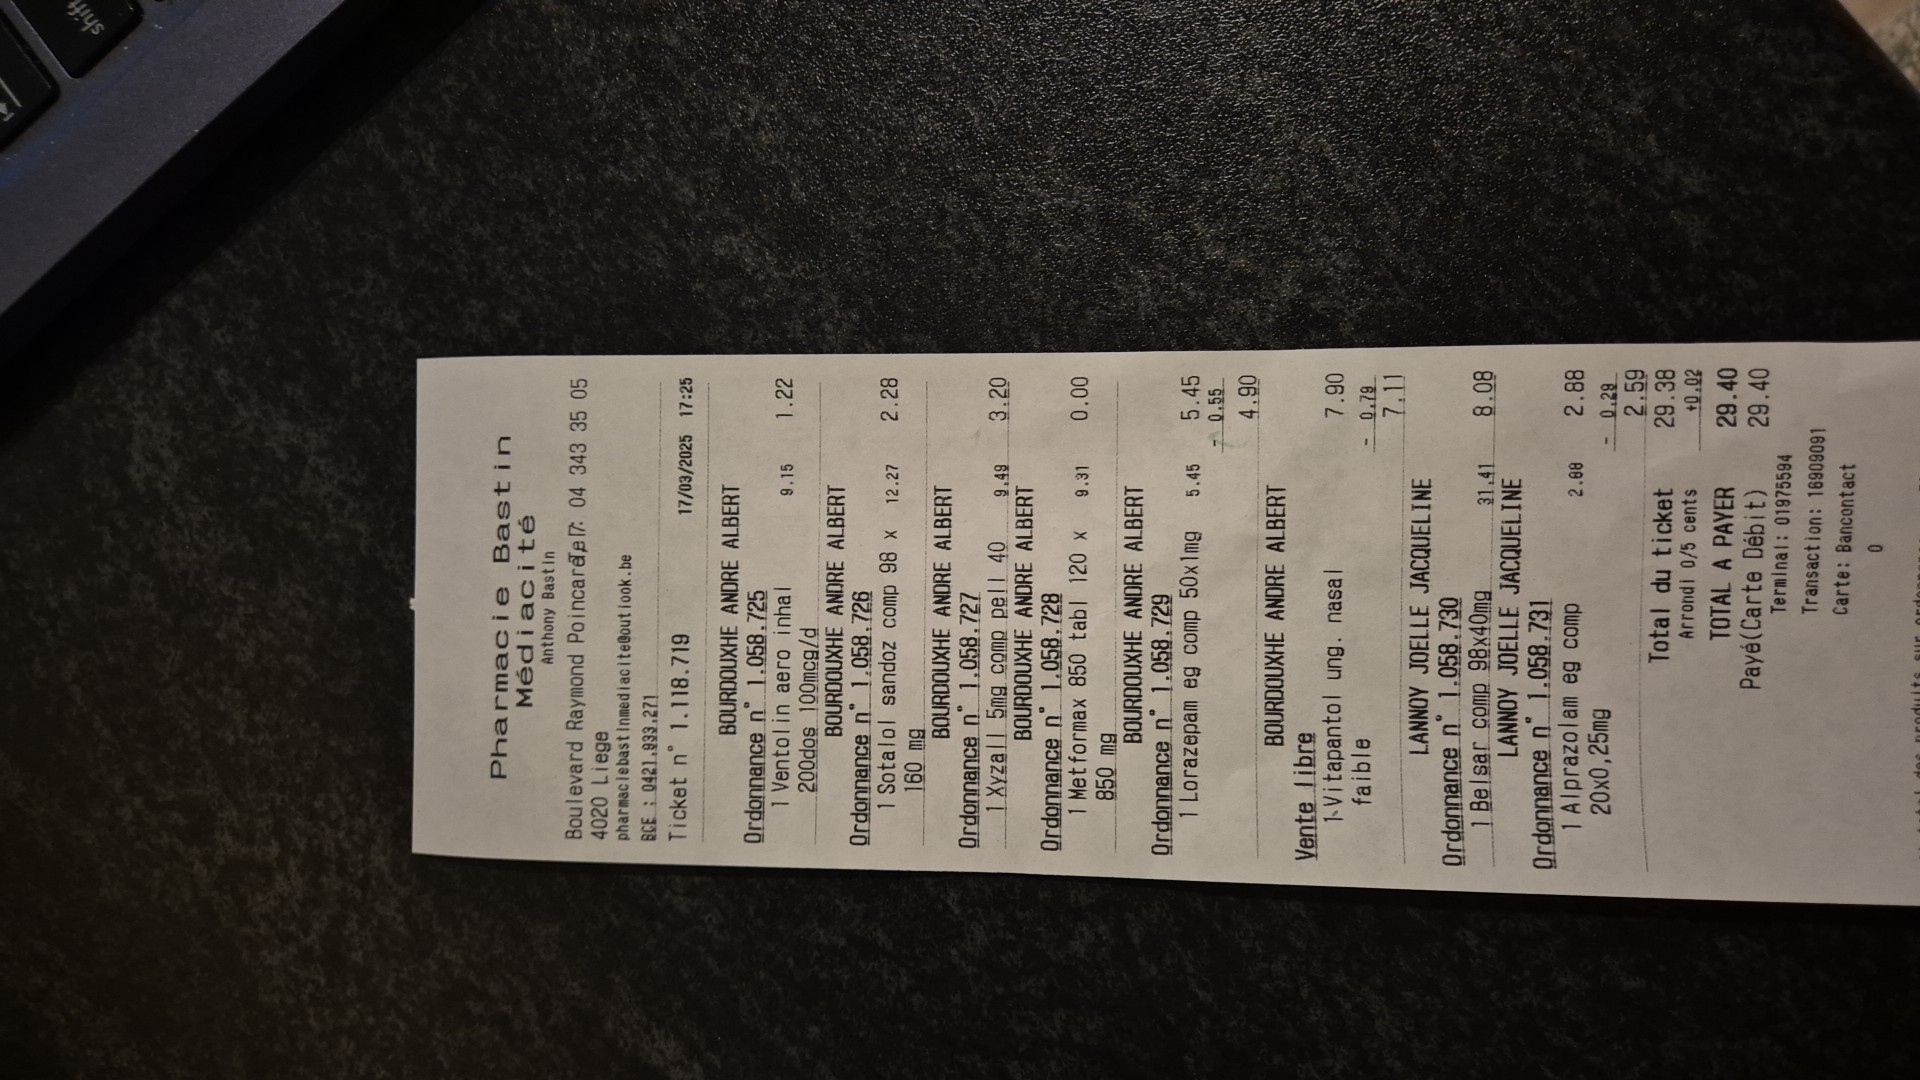 shift
Pharmacie Bastin
Médiacité
Anthony Bastin
Boulevard Raymond Poincaré 7 04 343 35 05
4020 Liege
pharmaciebastinmediacite@outlook.be
BCE : 0421.933.271
Ticket n° 1.118.719 17/03/2025 17:25
BOURDOUXHE ANDRE ALBERT
Ordonnance n° 1.058.725
1 Ventolin aero inhal 9.15 1.22
200dos 100mcg/d
BOURDOUXHE ANDRE ALBERT
Ordonnance n° 1.058.726
1 Sotalol sandoz comp 98 x 12.27 2.28
160 mg
BOURDOUXHE ANDRE ALBERT
Ordonnance n° 1.058.727
1 Xyzall 5mg comp pell 40 9.49 3.20
BOURDOUXHE ANDRE ALBERT
Ordonnance n° 1.058.728
1 Metformax 850 tabl 120 x 9.31 0.00
850 mg
BOURDOUXHE ANDRE ALBERT
Ordonnance n° 1.058.729
1 Lorazepam eg comp 50x1mg 5.45 5.45
- 0.55
4.90
BOURDOUXHE ANDRE ALBERT
Vente libre
1 Vitapantol ung. nasal 7.90
faible - 0.79
7.11
LANNOY JOELLE JACQUELINE
Ordonnance n° 1.058.730
1 Belsar comp 98x40mg 31.41 8.08
LANNOY JOELLE JACQUELINE
Ordonnance n° 1.058.731
1 Alprazolam eg comp 2.88 2.88
20x0,25mg - 0.29
2.59
Total du ticket 29.38
Arrondi 0/5 cents +0.02
TOTAL A PAYER 29.40
Payé(Carte Débit) 29.40
Terminal: 01975594
Transaction: 16909091
Carte: Bancontact
0